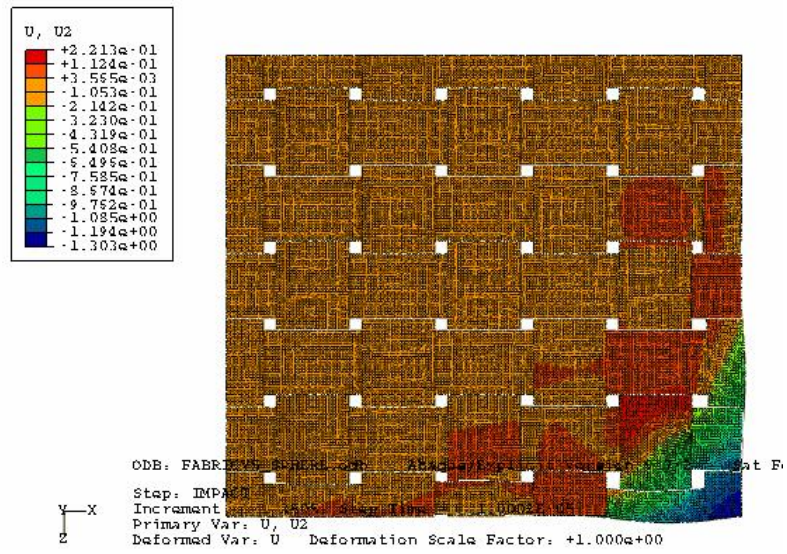 U, U2
+2.213e-01
+1.124e-01
+3.595e-03
-1.053e-01
-2.142e-01
-3.230e-01
-4.319e-01
-5.408e-01
-6.496e-01
-7.585e-01
-8.674e-01
-9.762e-01
-1.085e+00
-1.194e+00
-1.303e+00
ODB: Sat
Step: IMPACT
Increment
Primary Var: U, U2
Deformed Var: U Deformation Scale Factor: +1.000e+00
Y X
Z